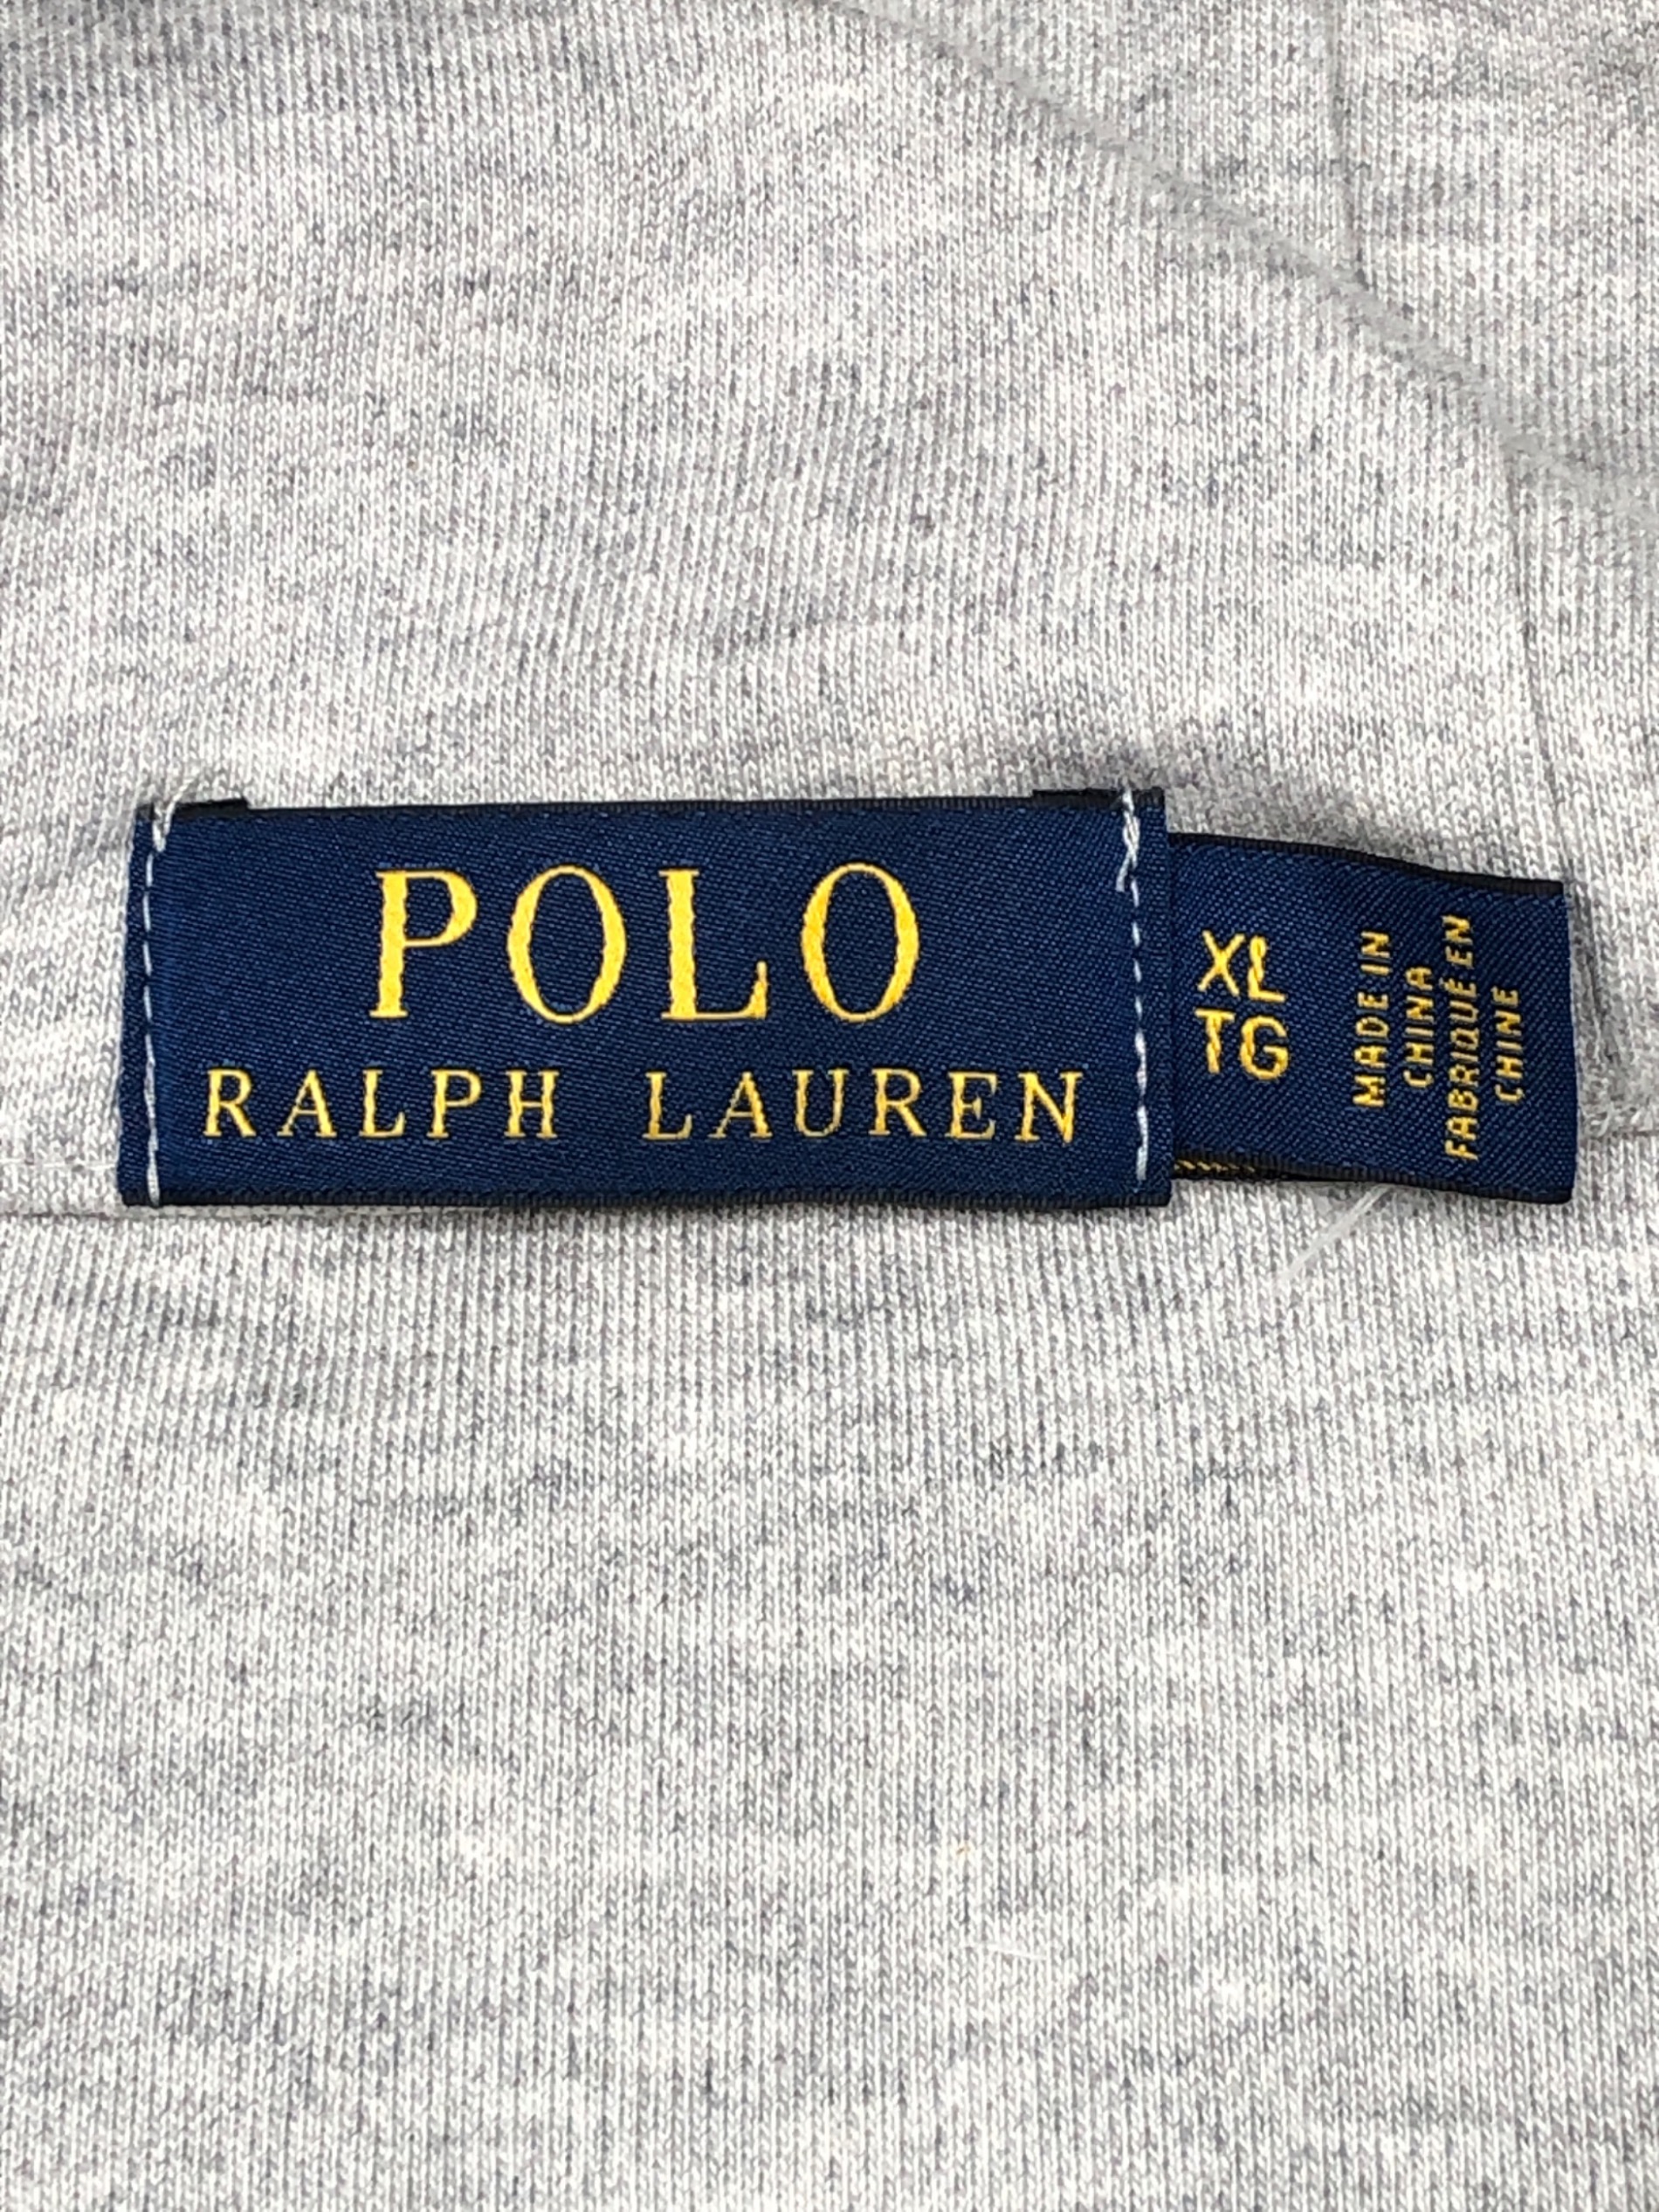 POLO
RALPH LAUREN
XL
TG
MADE IN
CHINA
FABRIQUÉ EN
CHINE